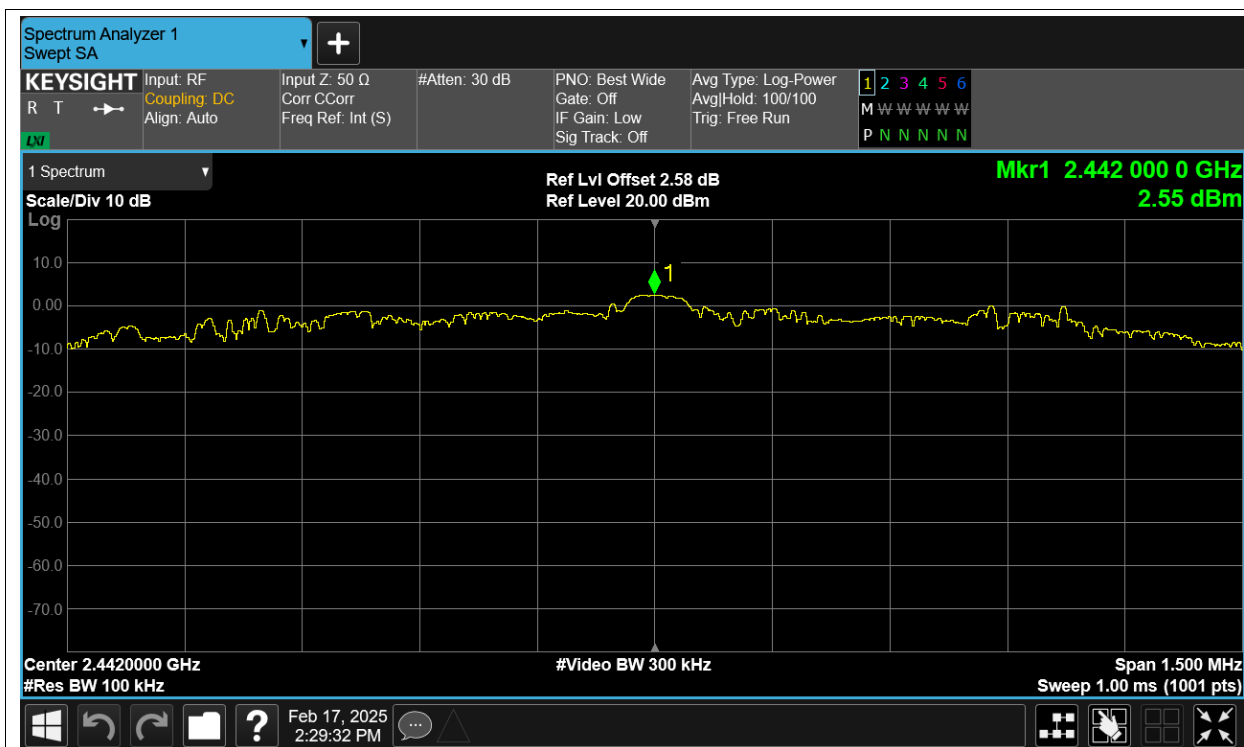 Spectrum Analyzer 1
Swept SA
KEYSIGHT
R T
LXI
Input: RF
Coupling: DC
Align: Auto
Input Z: 50 Ω
Corr CCorr
Freq Ref: Int (S)
#Atten: 30 dB
PNO: Best Wide
Gate: Off
IF Gain: Low
Sig Track: Off
Avg Type: Log-Power
Avg|Hold: 100/100
Trig: Free Run
1 2 3 4 5 6
M W W W W W
P N N N N N
1 Spectrum
Scale/Div 10 dB
Log
Ref Lvl Offset 2.58 dB
Ref Level 20.00 dBm
Mkr1 2.442 000 0 GHz
2.55 dBm
1
10.0
0.00
-10.0
-20.0
-30.0
-40.0
-50.0
-60.0
-70.0
Center 2.4420000 GHz
#Res BW 100 kHz
#Video BW 300 kHz
Span 1.500 MHz
Sweep 1.00 ms (1001 pts)
?
Feb 17, 2025
2:29:32 PM